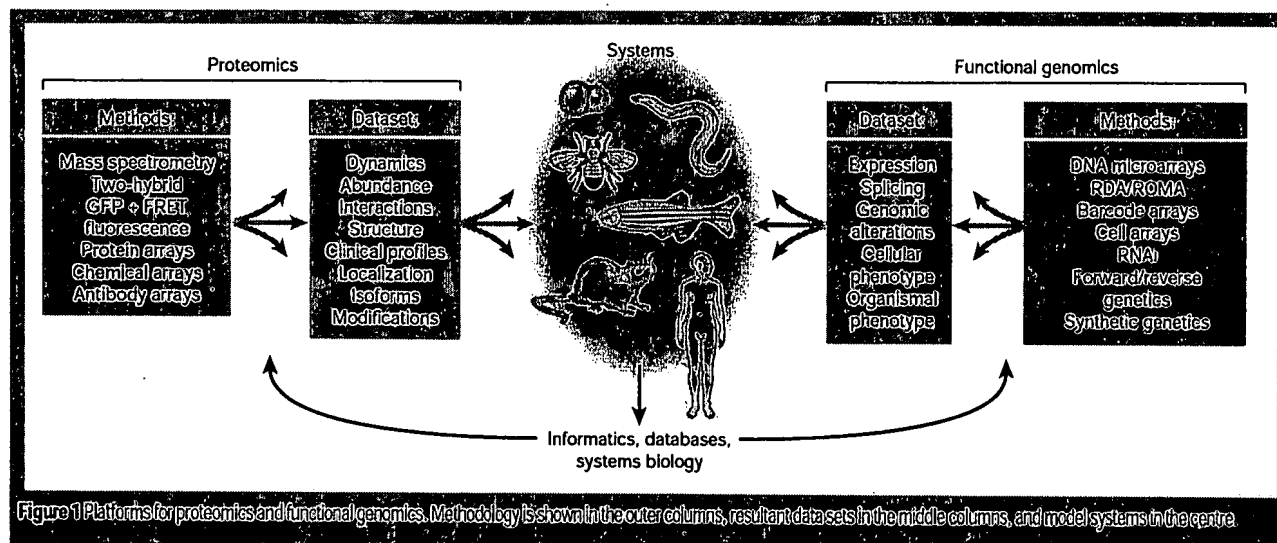 Systems
Proteomics
Functional genomics
Methods:
Mass spectrometry
Two-hybrid
GFP + FRET
fluorescence
Protein arrays
Chemical arrays
Antibody arrays
Dataset:
Dynamics
Abundance
Interactions
Structure
Clinical profiles
Localization
Isoforms
Modifications
Dataset:
Expression
Splicing
Genomic
alterations
Cellular
phenotype
Organismal
phenotype
Methods:
DNA microarrays
RDA/ROMA
Barcode arrays
Cell arrays
RNAi
Forward/reverse
genetics
Synthetic genetics
Informatics, databases,
systems biology
Figure 1 Platforms for proteomics and functional genomics. Methodology is shown in the outer columns, resultant data sets in the middle columns, and model systems in the centre.